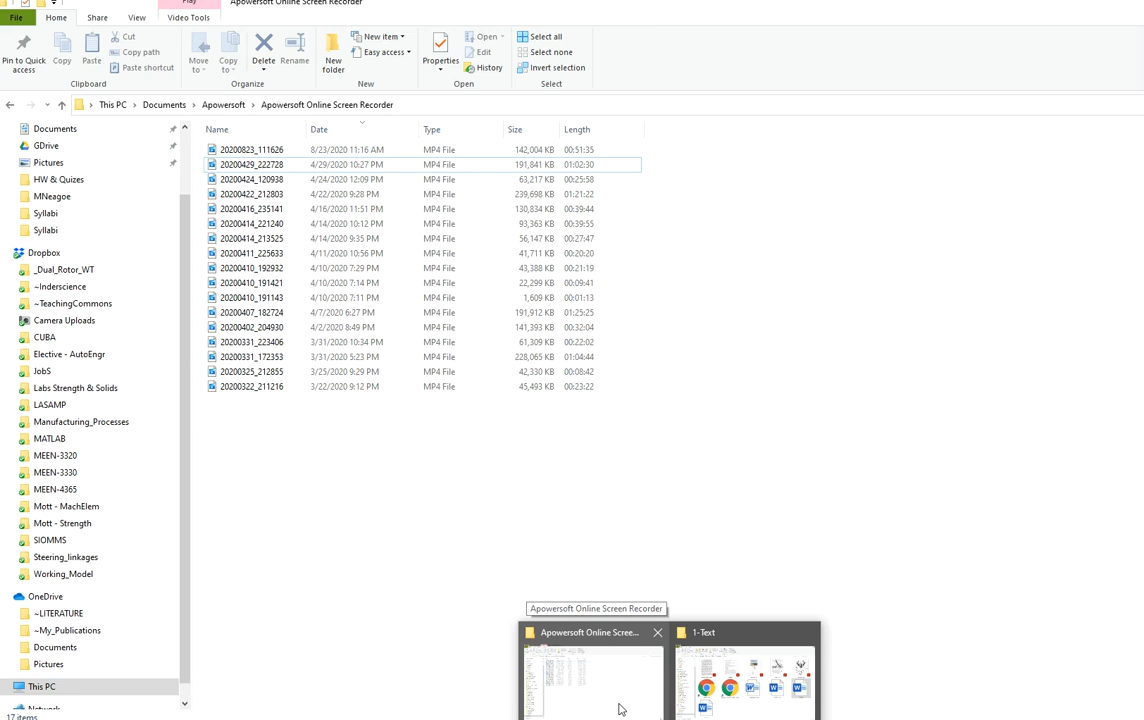 Play
Apowersoft Online Screen Recorder
File Home Share View Video Tools
Pin to Quick access
Copy
Paste
Cut
Copy path
Paste shortcut
Move to
Copy to
Delete
Rename
New folder
New item
Easy access
Properties
Open
Edit
History
Select all
Select none
Invert selection
Clipboard Organize New Open Select
This PC > Documents > Apowersoft > Apowersoft Online Screen Recorder
Documents
GDrive
Pictures
HW & Quizes
MNeagoe
Syllabi
Syllabi
Dropbox
_Dual_Rotor_WT
~Inderscience
~TeachingCommons
Camera Uploads
CUBA
Elective - AutoEngr
JobS
Labs Strength & Solids
LASAMP
Manufacturing_Processes
MATLAB
MEEN-3320
MEEN-3330
MEEN-4365
Mott - MachElem
Mott - Strength
SIOMMS
Steering_linkages
Working_Model
OneDrive
~LITERATURE
~My_Publications
Documents
Pictures
This PC
Network
17 items
Name Date Type Size Length
20200823_111626 8/23/2020 11:16 AM MP4 File 142,004 KB 00:51:35
20200429_222728 4/29/2020 10:27 PM MP4 File 191,841 KB 01:02:30
20200424_120938 4/24/2020 12:09 PM MP4 File 63,217 KB 00:25:58
20200422_212803 4/22/2020 9:28 PM MP4 File 239,698 KB 01:21:22
20200416_235141 4/16/2020 11:51 PM MP4 File 130,834 KB 00:39:44
20200414_221240 4/14/2020 10:12 PM MP4 File 93,363 KB 00:39:55
20200414_213525 4/14/2020 9:35 PM MP4 File 56,147 KB 00:27:47
20200411_225633 4/11/2020 10:56 PM MP4 File 41,711 KB 00:20:20
20200410_192932 4/10/2020 7:29 PM MP4 File 43,388 KB 00:21:19
20200410_191421 4/10/2020 7:14 PM MP4 File 22,299 KB 00:09:41
20200410_191143 4/10/2020 7:11 PM MP4 File 1,609 KB 00:01:13
20200407_182724 4/7/2020 6:27 PM MP4 File 191,912 KB 01:25:25
20200402_204930 4/2/2020 8:49 PM MP4 File 141,393 KB 00:32:04
20200331_223406 3/31/2020 10:34 PM MP4 File 61,309 KB 00:22:02
20200331_172353 3/31/2020 5:23 PM MP4 File 228,065 KB 01:04:44
20200325_212855 3/25/2020 9:29 PM MP4 File 42,330 KB 00:08:42
20200322_211216 3/22/2020 9:12 PM MP4 File 45,493 KB 00:23:22
Apowersoft Online Screen Recorder
Apowersoft Online Scree...
1-Text